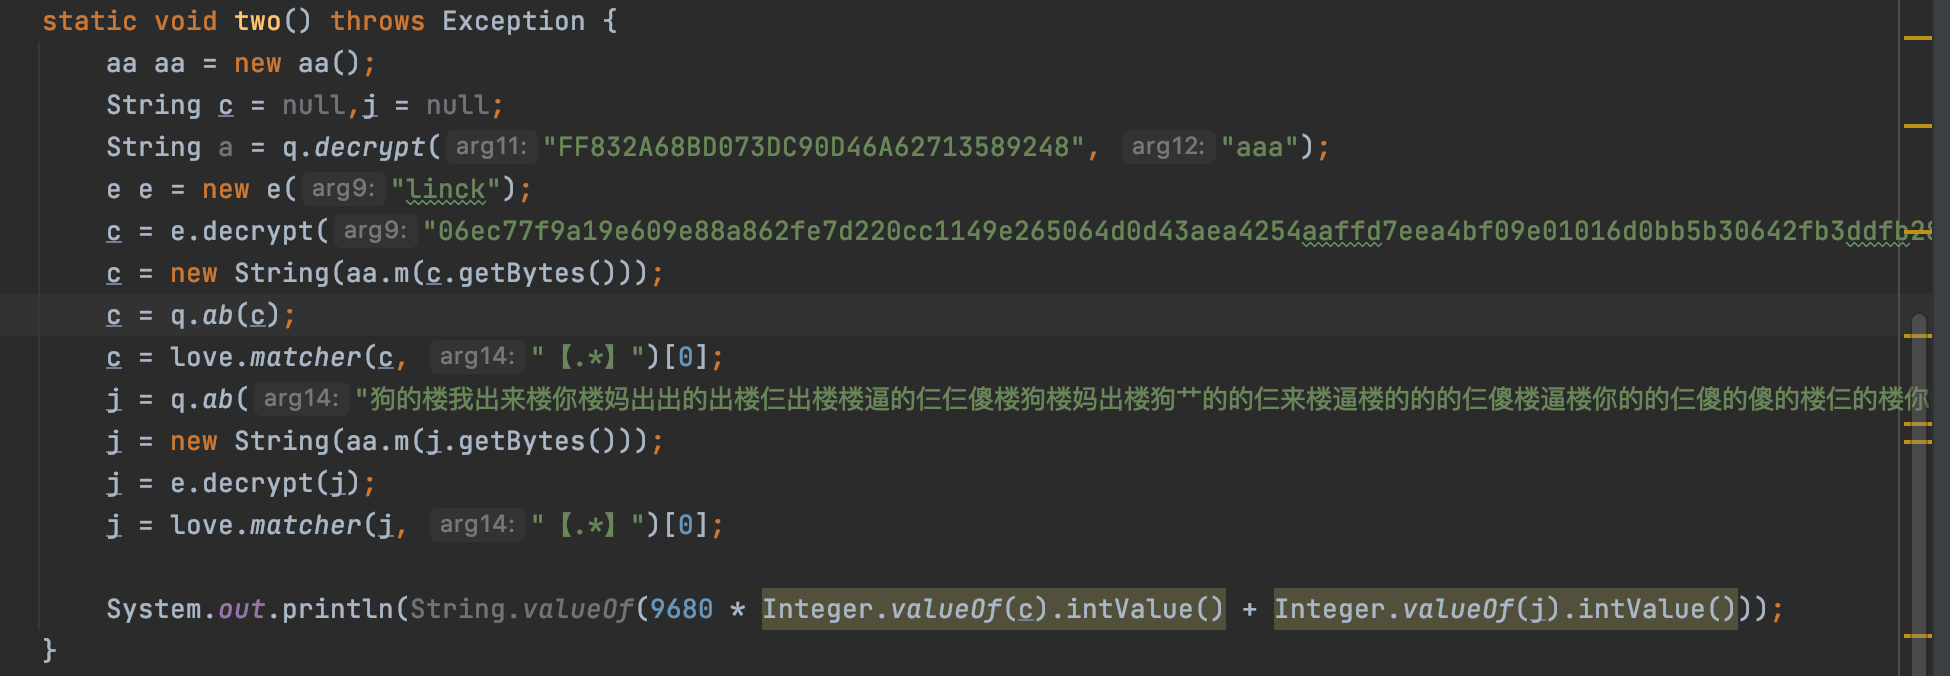 static void two() throws Exception {
aa aa = new aa();
String c = null,j = null;
String a = q.decrypt( arg11: "FF832A68BD073DC90D46A62713589248", arg12: "aaa");
e e = new e( arg9: "linck");
c = e.decrypt( arg9: "06ec77f9a19e609e88a862fe7d220cc1149e265064d0d43aea4254aaffd7eea4bf09e01016d0bb5b30642fb3ddfb28
c = new String(aa.m(c.getBytes()));
c = q.ab(c);
c = love.matcher(c, arg14: "【.*】")[0];
j = q.ab( arg14: "狗的楼我出来楼你楼妈出出的出楼仨出楼楼逼的仨仨傻楼狗楼妈出楼狗艹的的仨来楼逼楼的的的仨傻楼逼楼你的的仨傻的傻的楼仨的楼你
j = new String(aa.m(j.getBytes()));
j = e.decrypt(j);
j = love.matcher(j, arg14: "【.*】")[0];
System.out.println(String.valueOf(9680 * Integer.valueOf(c).intValue() + Integer.valueOf(j).intValue()));
}